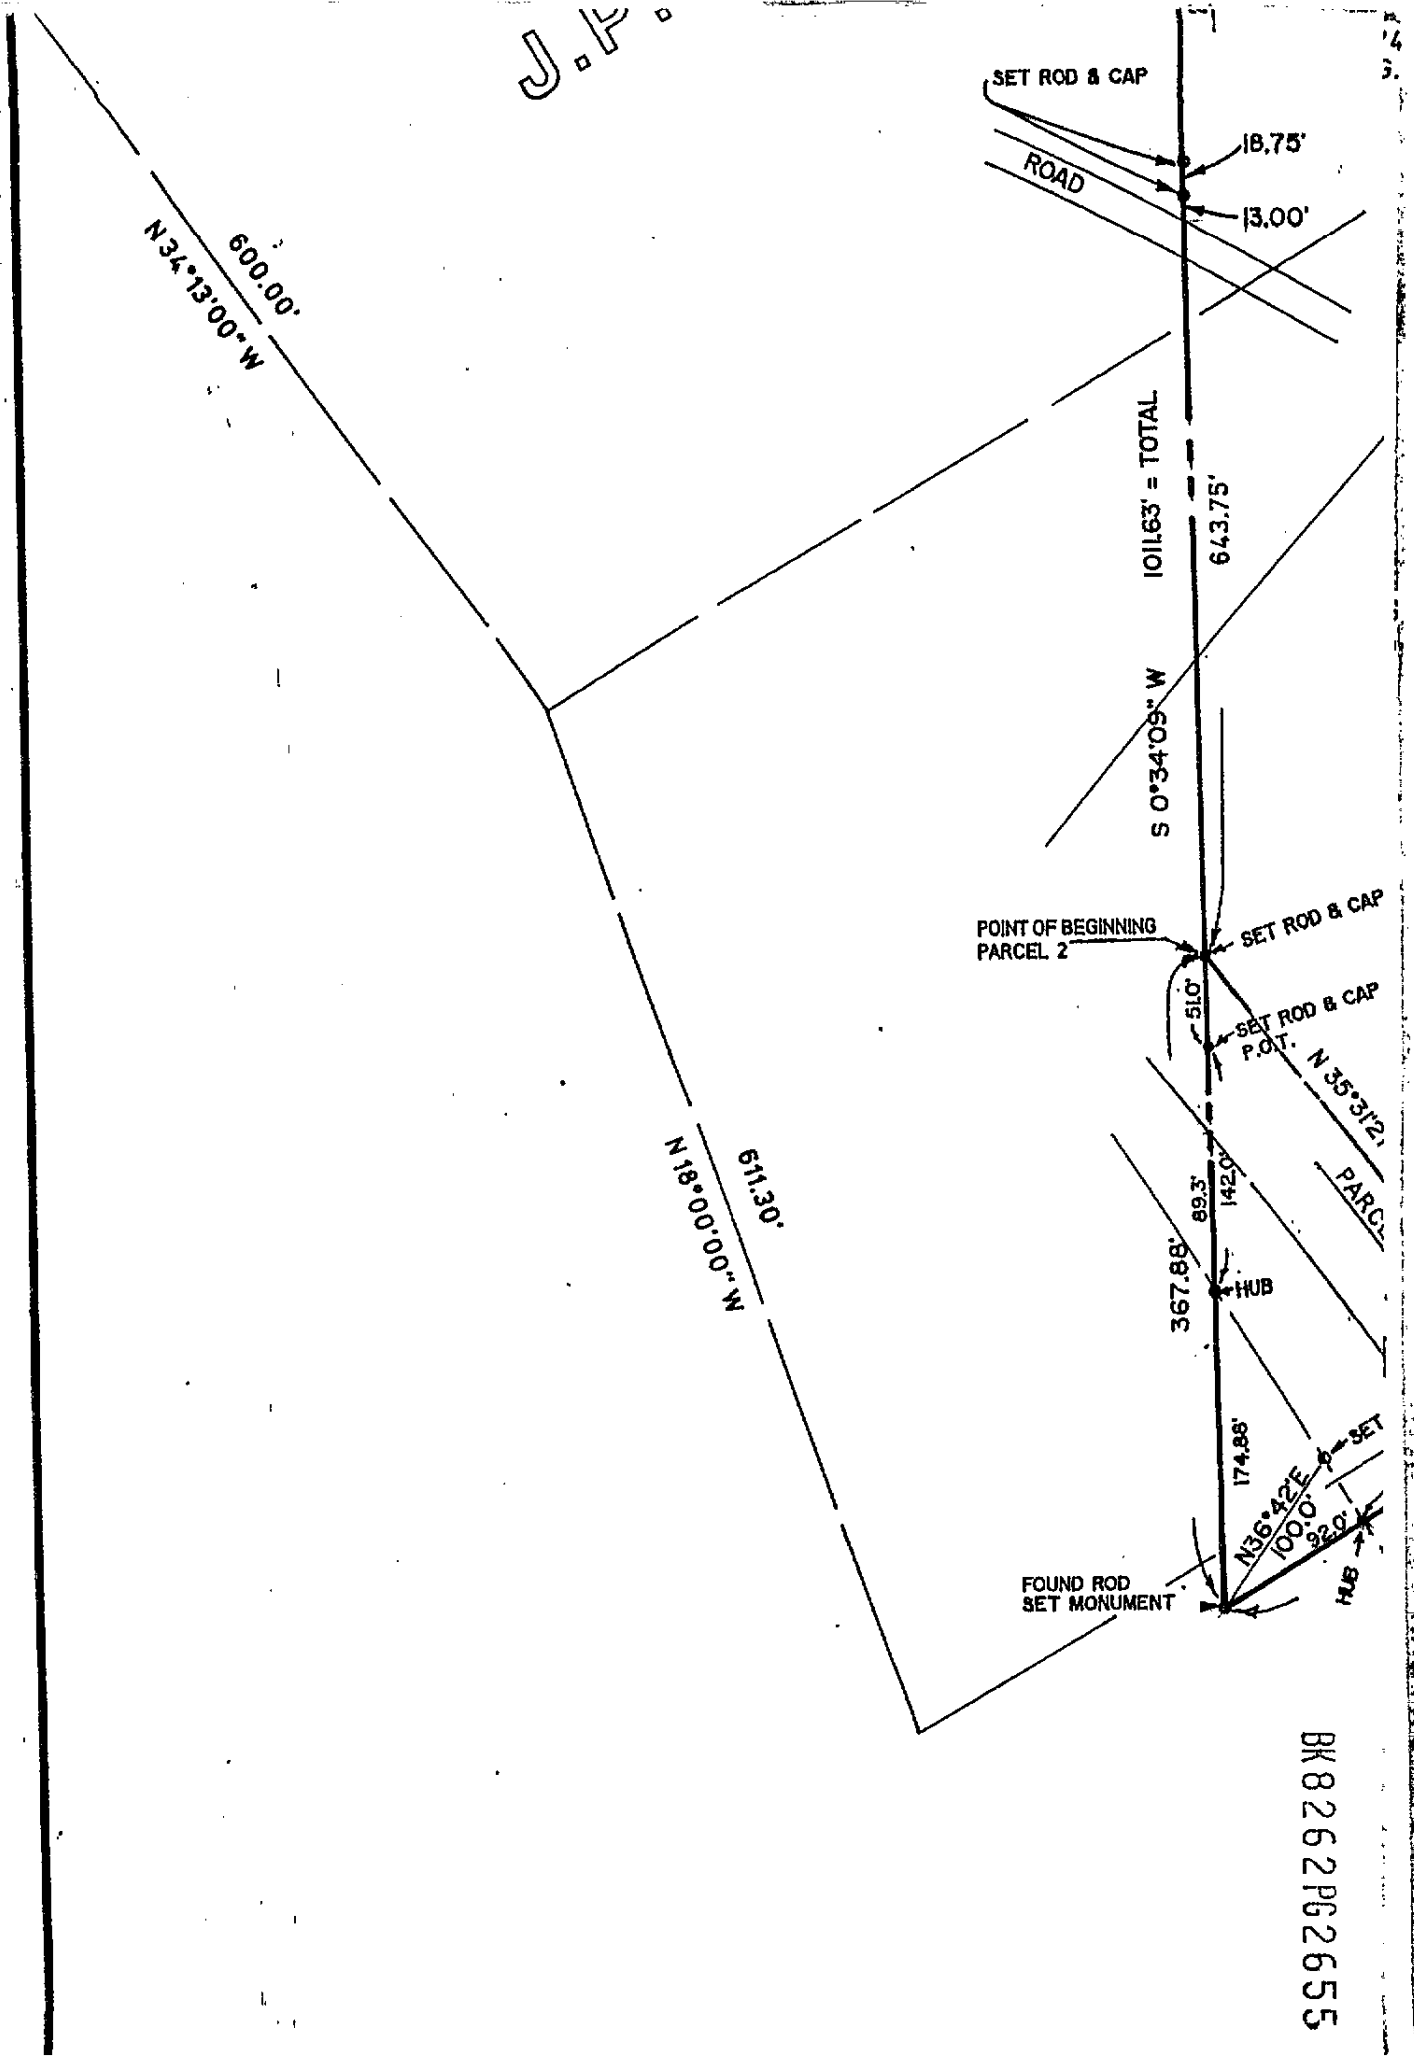 J.P.
SET ROD & CAP
18.75'
ROAD
13.00'
600.00'
N 34°13'00" W
1011.63' = TOTAL
643.75'
S 0°34'09" W
POINT OF BEGINNING
PARCEL 2
SET ROD & CAP
51.0'
SET ROD & CAP
P.O.T.
N 35°31'2
PARC
611.30'
N 18°00'00" W
89.3'
142.0'
367.88'
HUB
174.88'
SET
N36°42'E
100.0'
92.0'
HUB
FOUND ROD
SET MONUMENT
BK8262PG2655